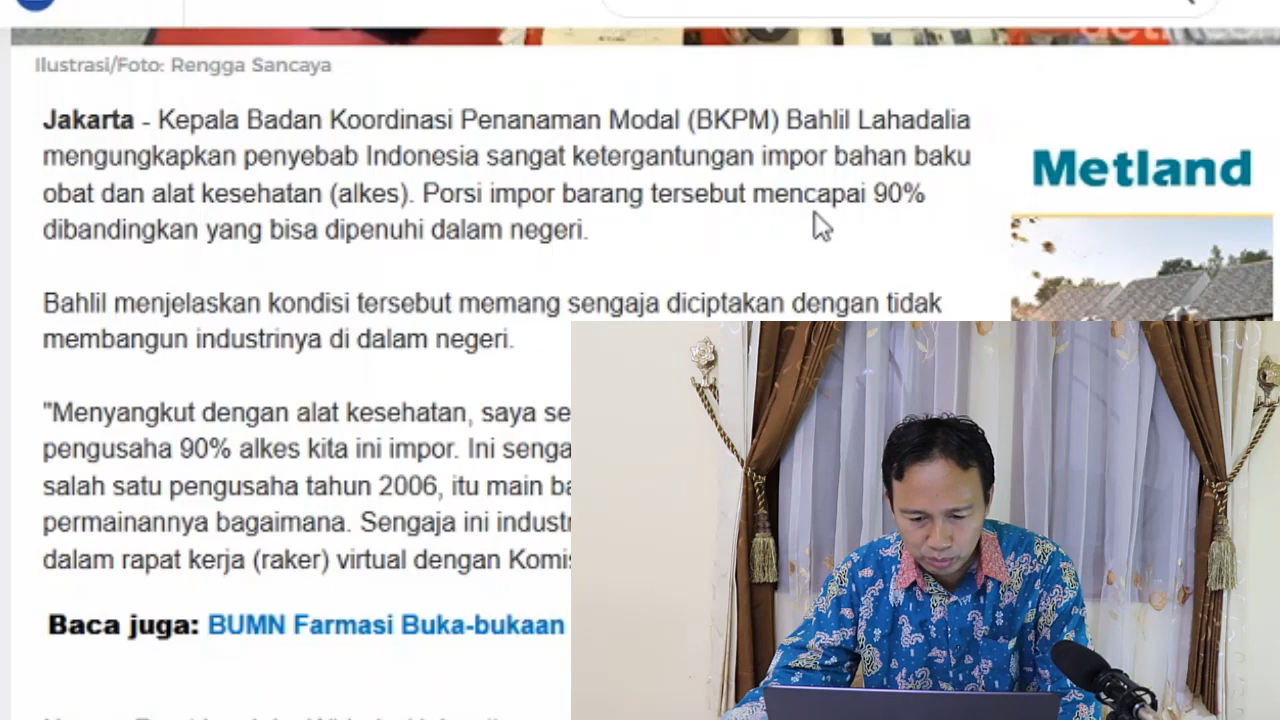 Ilustrasi/Foto: Rengga Sancaya
Jakarta - Kepala Badan Koordinasi Penanaman Modal (BKPM) Bahlil Lahadalia
mengungkapkan penyebab Indonesia sangat ketergantungan impor bahan baku
obat dan alat kesehatan (alkes). Porsi impor barang tersebut mencapai 90%
dibandingkan yang bisa dipenuhi dalam negeri.
Metland
Bahlil menjelaskan kondisi tersebut memang sengaja diciptakan dengan tidak
membangun industrinya di dalam negeri.
"Menyangkut dengan alat kesehatan, saya se
pengusaha 90% alkes kita ini impor. Ini senga
salah satu pengusaha tahun 2006, itu main ba
permainannya bagaimana. Sengaja ini indust
dalam rapat kerja (raker) virtual dengan Komis
Baca juga: BUMN Farmasi Buka-bukaan